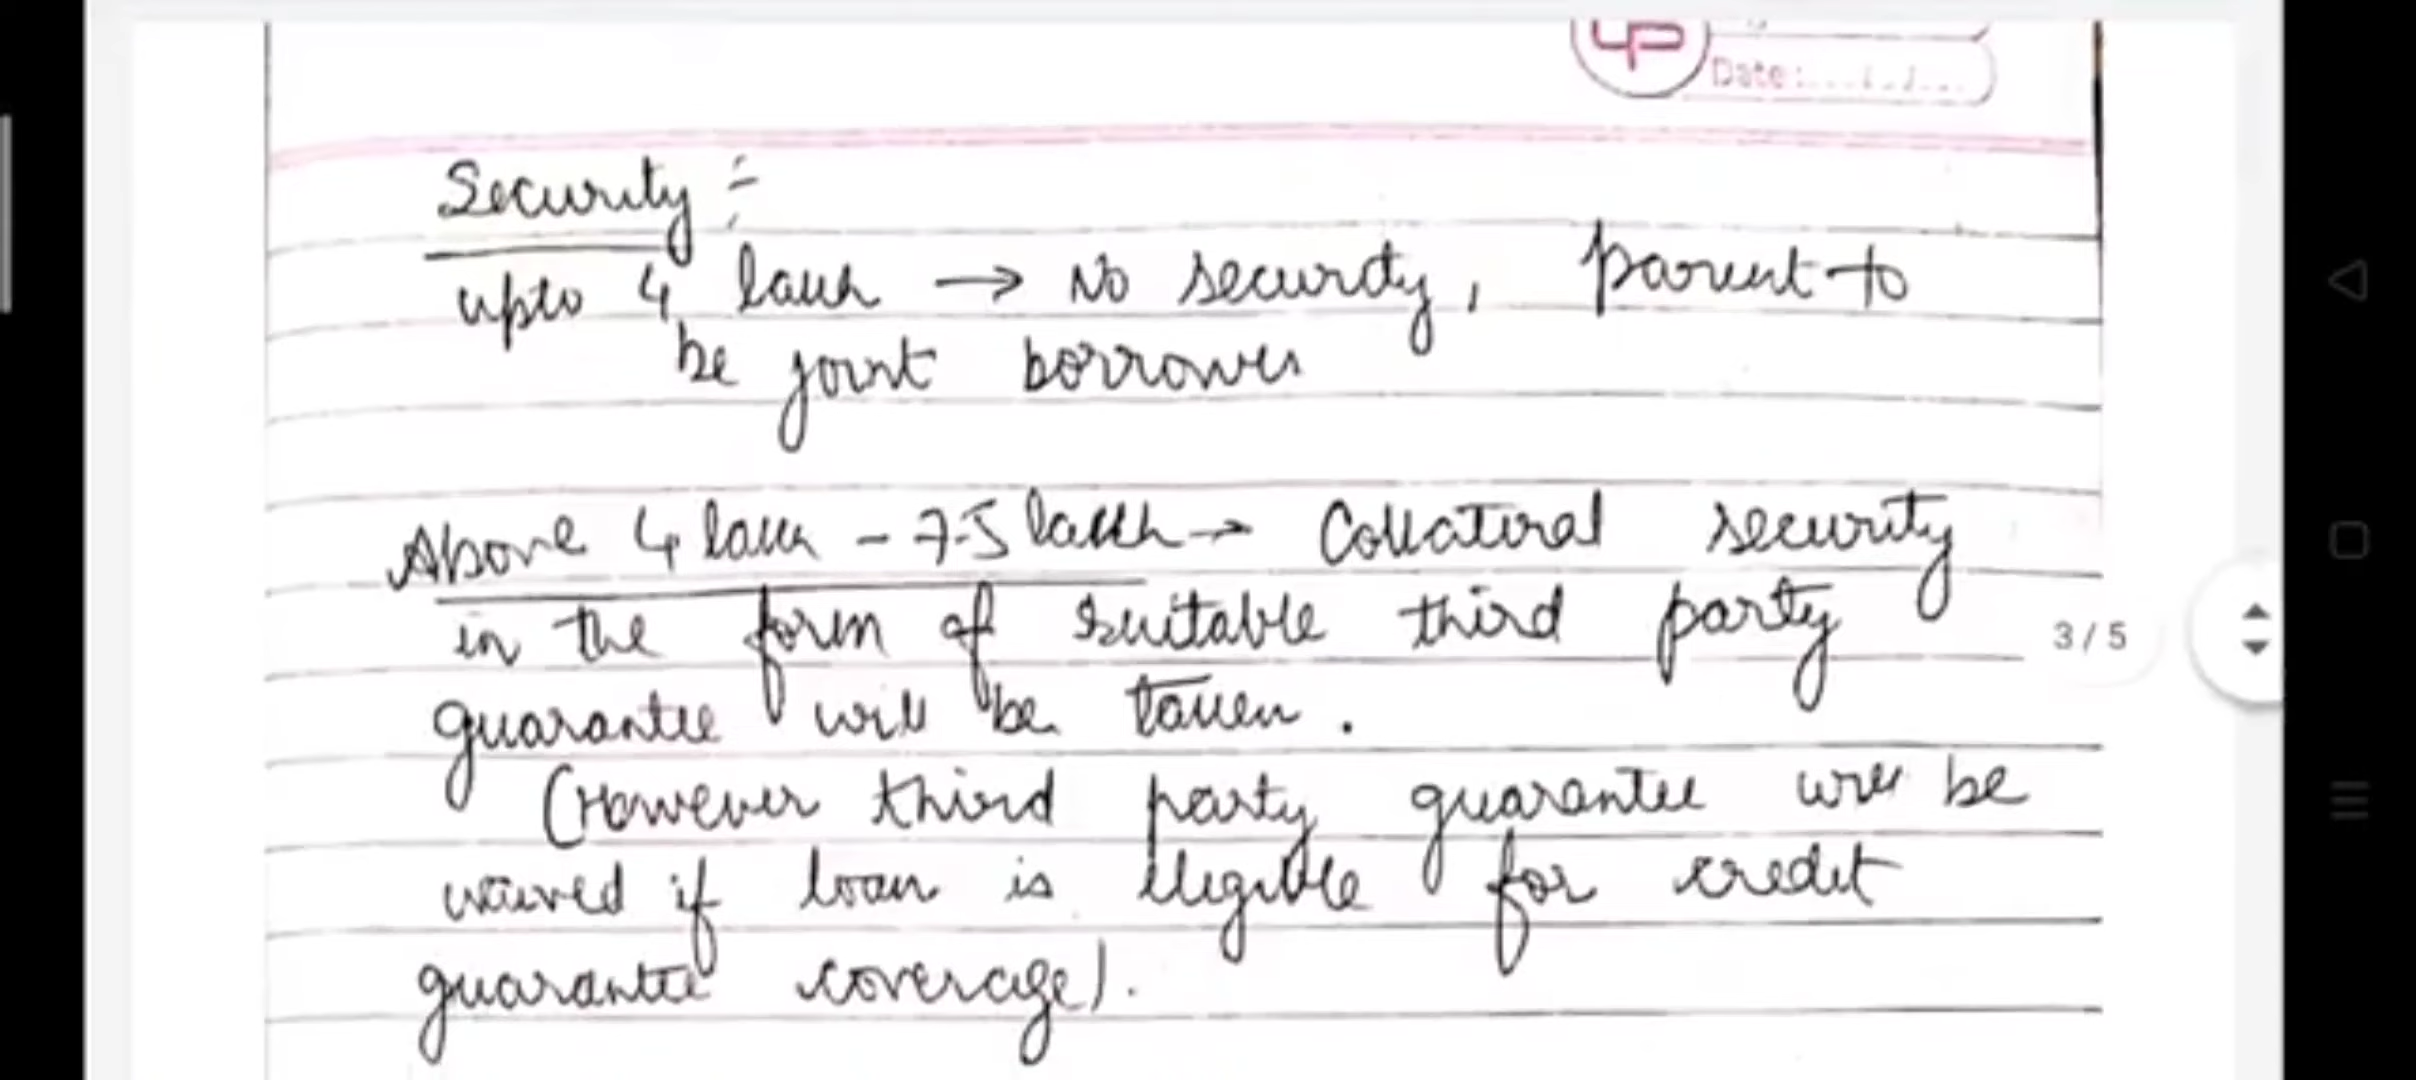 Date:.........
Security :-
upto 4 lakh → No security, parent to
be joint borrower
Above 4 lakh - 7.5 lakh → Collateral security
in the form of suitable third party
guarantee will be taken.
3/5
(However third party guarantee will be
waived if loan is eligible for credit
guarantee coverage).